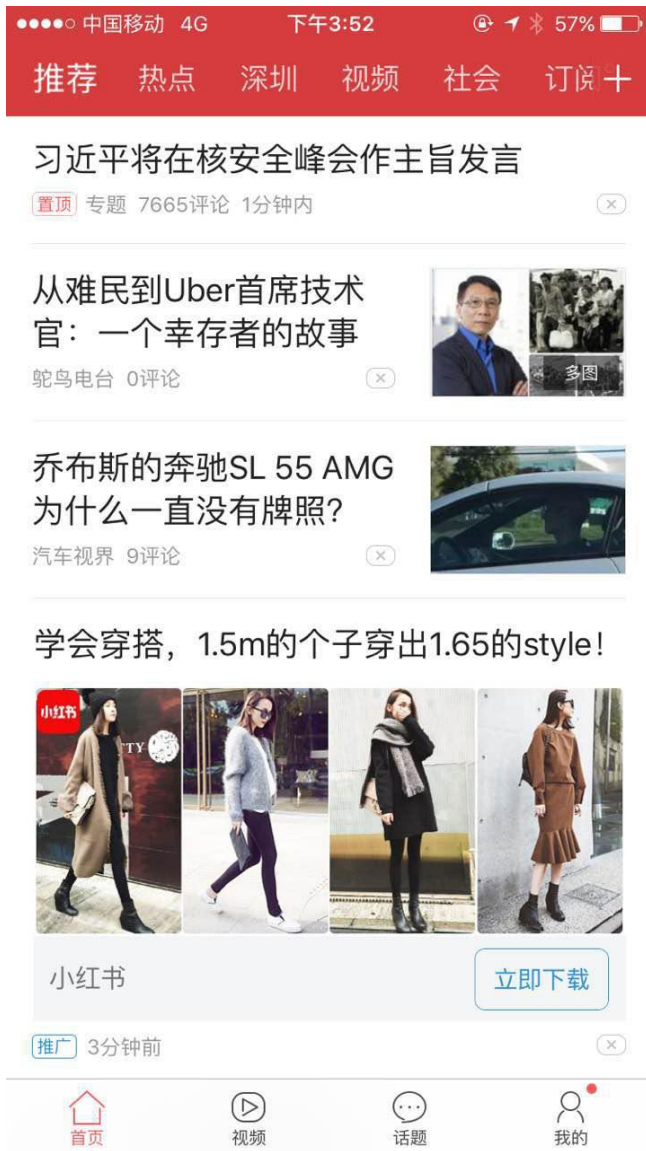 中国移动 4G 下午3:52 57%
推荐 热点 深圳 视频 社会 订阅
习近平将在核安全峰会作主旨发言
置顶 专题 7665评论 1分钟内
从难民到Uber首席技术
官：一个幸存者的故事
多图
鸵鸟电台 0评论
乔布斯的奔驰SL 55 AMG
为什么一直没有牌照？
汽车视界 9评论
学会穿搭，1.5m的个子穿出1.65的style！
小红书
TTY
小红书 立即下载
推广 3分钟前
首页 视频 话题 我的